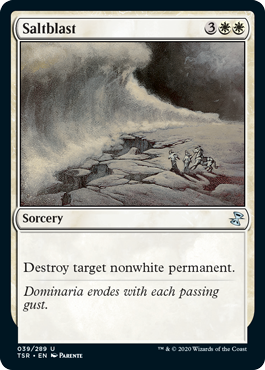 Saltblast 3
Sorcery
Destroy target nonwhite permanent.
Dominaria erodes with each passing
gust.
039/289 U
TSR • EN Parente ™ & © 2020 Wizards of the Coast